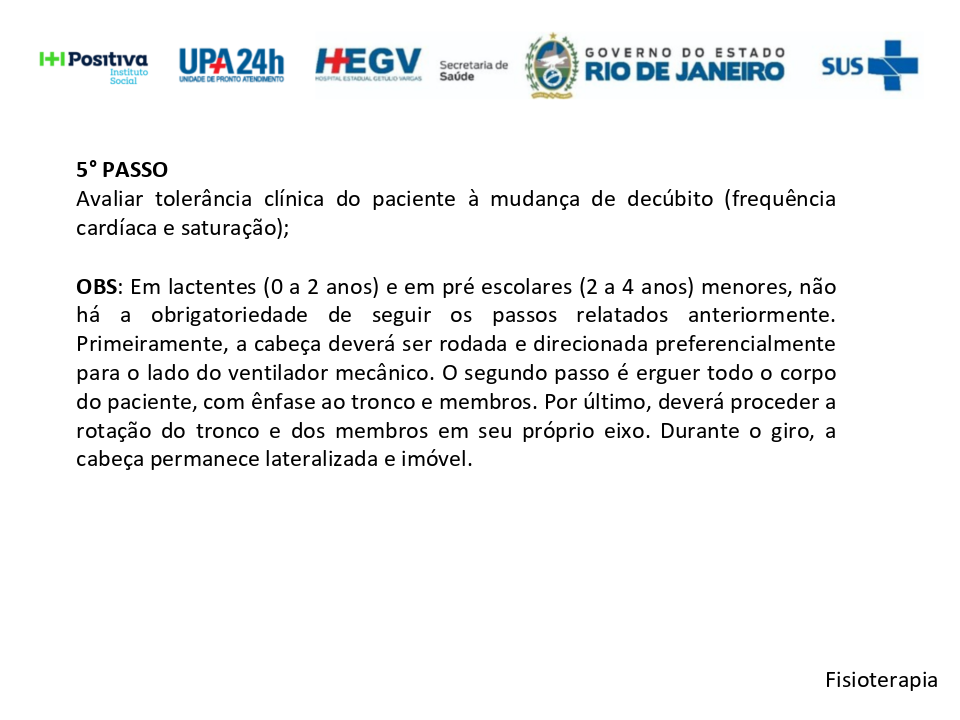 Positiva
Instituto
Social
UPA 24h
UNIDADE DE PRONTO ATENDIMENTO
HEGV
HOSPITAL ESTADUAL GETULIO VARGAS
Secretaria de
Saúde
GOVERNO DO ESTADO
RIO DE JANEIRO
SUS
5° PASSO
Avaliar tolerância clínica do paciente à mudança de decúbito (frequência
cardíaca e saturação);
OBS: Em lactentes (0 a 2 anos) e em pré escolares (2 a 4 anos) menores, não
há a obrigatoriedade de seguir os passos relatados anteriormente.
Primeiramente, a cabeça deverá ser rodada e direcionada preferencialmente
para o lado do ventilador mecânico. O segundo passo é erguer todo o corpo
do paciente, com ênfase ao tronco e membros. Por último, deverá proceder a
rotação do tronco e dos membros em seu próprio eixo. Durante o giro, a
cabeça permanece lateralizada e imóvel.
Fisioterapia